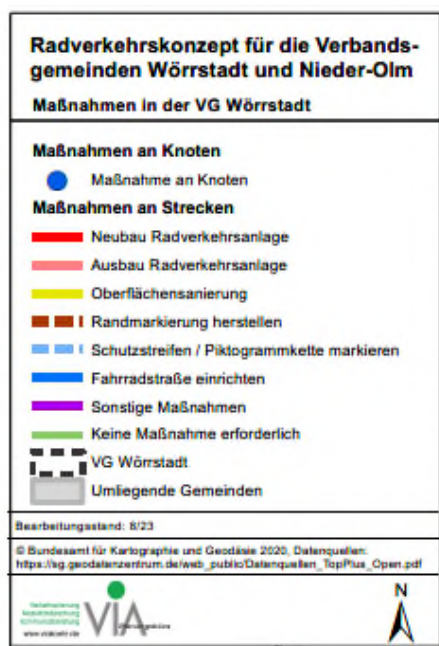 Radverkehrskonzept für die Verbands-
gemeinden Wörrstadt und Nieder-Olm
Maßnahmen in der VG Wörrstadt
Maßnahmen an Knoten
Maßnahme an Knoten
Maßnahmen an Strecken
Neubau Radverkehrsanlage
Ausbau Radverkehrsanlage
Oberflächensanierung
Randmarkierung herstellen
Schutzstreifen / Piktogrammkette markieren
Fahrradstraße einrichten
Sonstige Maßnahmen
Keine Maßnahme erforderlich
VG Wörrstadt
Umliegende Gemeinden
Bearbeitungsstand: 8/23
© Bundesamt für Kartographie und Geodäsie 2020, Datenquellen:
https://sg.geodatenzentrum.de/web_public/Datenquellen_TopPlus_Open.pdf
VIA
N